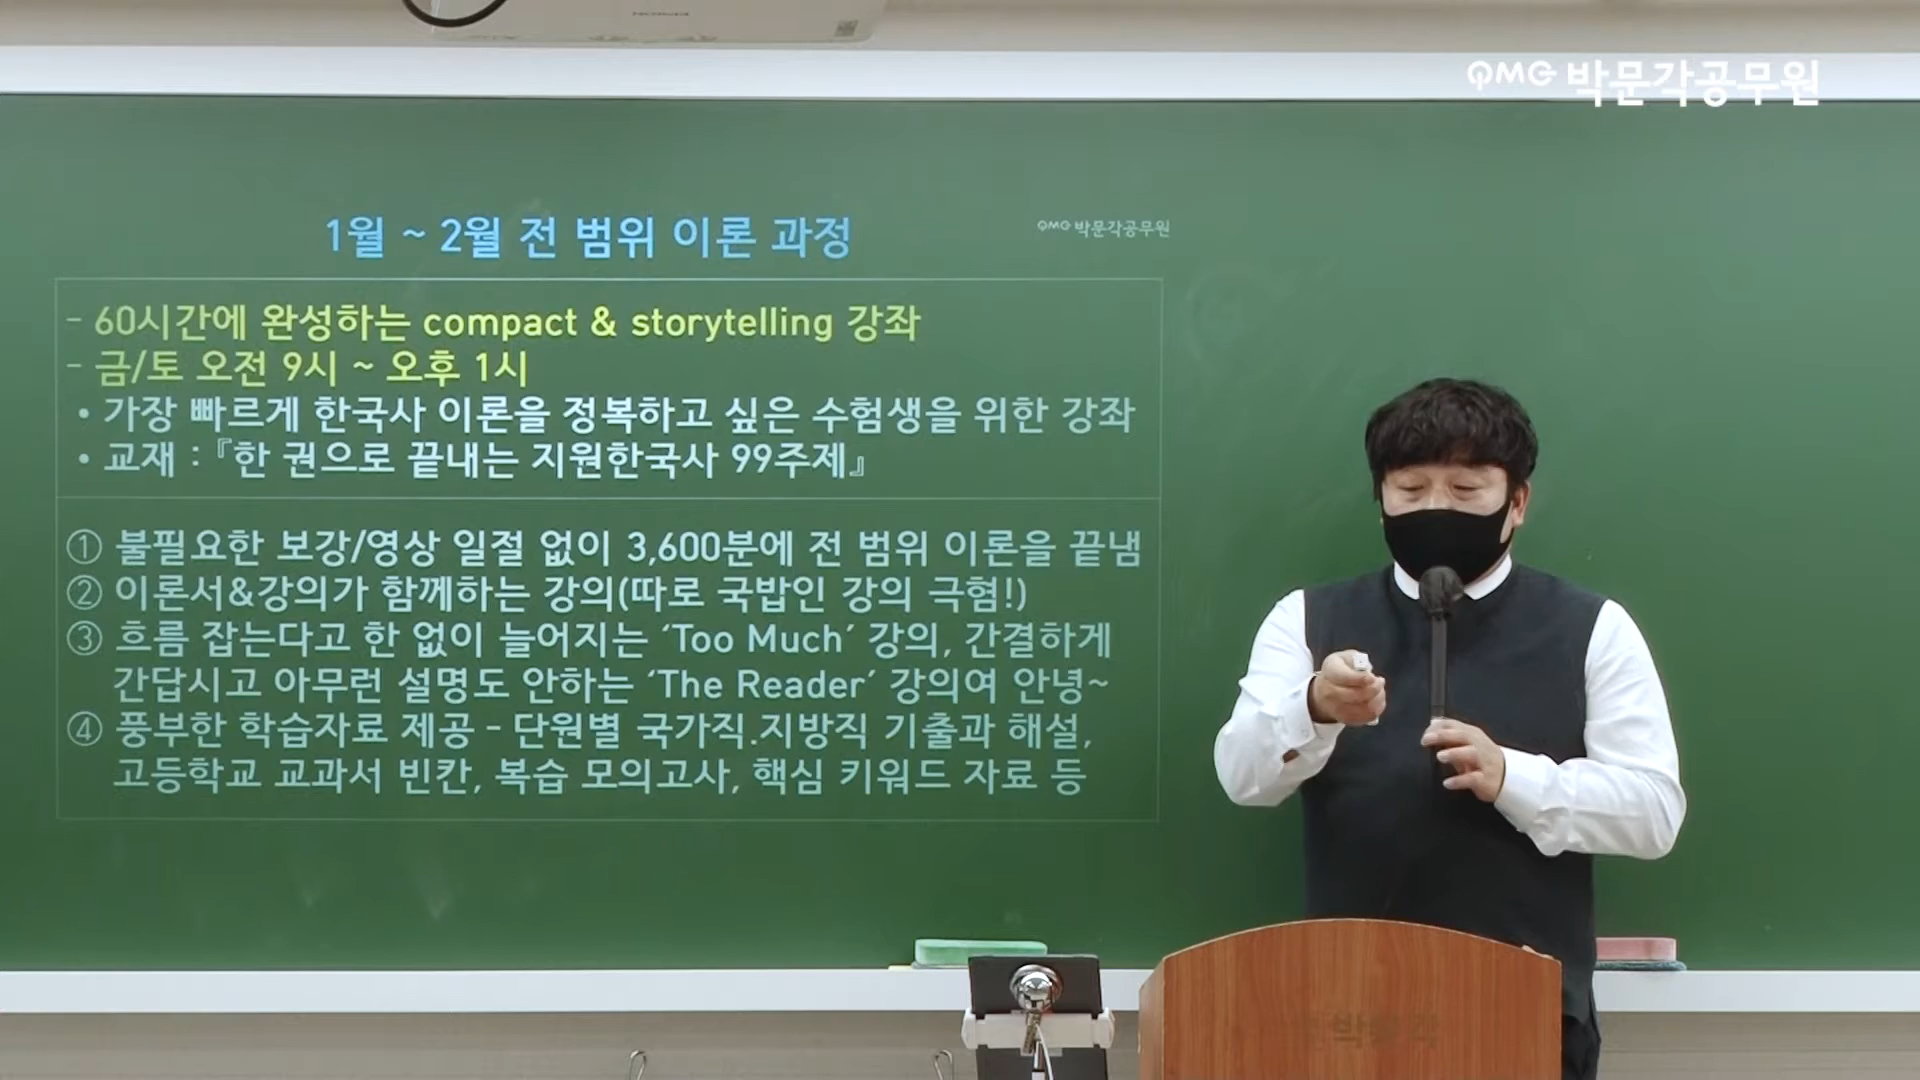 PMG 박문각공무원
1월 ~ 2월 전 범위 이론 과정
PMG 박문각공무원
- 60시간에 완성하는 compact & storytelling 강좌
- 금/토 오전 9시 ~ 오후 1시
• 가장 빠르게 한국사 이론을 정복하고 싶은 수험생을 위한 강좌
• 교재 : 『한 권으로 끝내는 지원한국사 99주제』
① 불필요한 보강/영상 일절 없이 3,600분에 전 범위 이론을 끝냄
② 이론서&강의가 함께하는 강의(따로 국밥인 강의 극혐!)
③ 흐름 잡는다고 한 없이 늘어지는 ‘Too Much’ 강의, 간결하게
간답시고 아무런 설명도 안하는 ‘The Reader’ 강의여 안녕~
④ 풍부한 학습자료 제공 - 단원별 국가직.지방직 기출과 해설,
고등학교 교과서 빈칸, 복습 모의고사, 핵심 키워드 자료 등
박문각